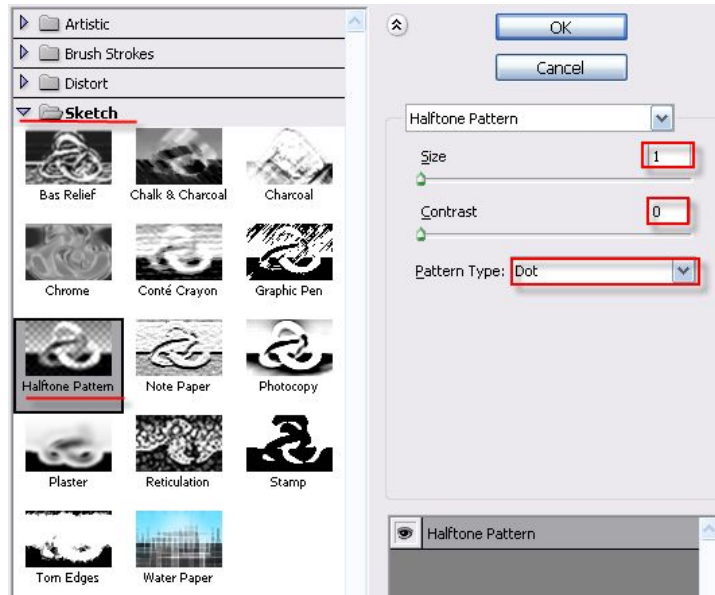 Artistic
Brush Strokes
Distort
Sketch
Bas Relief
Chalk & Charcoal
Charcoal
Chrome
Conté Crayon
Graphic Pen
Halftone Pattern
Note Paper
Photocopy
Plaster
Reticulation
Stamp
Torn Edges
Water Paper
OK
Cancel
Halftone Pattern
Size
1
Contrast
0
Pattern Type: Dot
Halftone Pattern